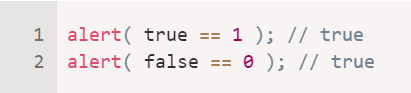 1 alert( true == 1 ); // true
2 alert( false == 0 ); // true